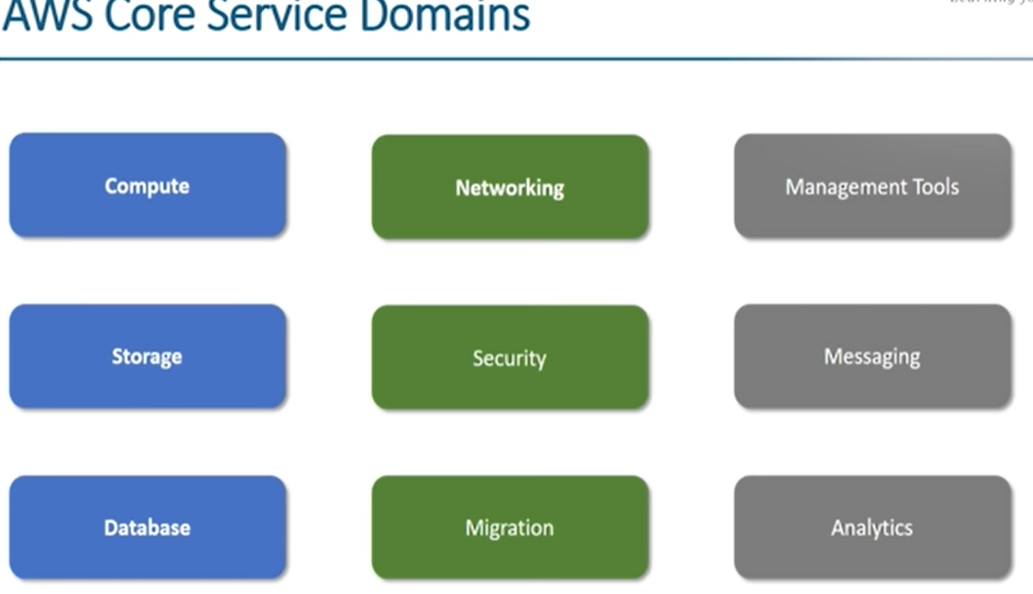 AWS Core Service Domains
Compute
Networking
Management Tools
Storage
Security
Messaging
Database
Migration
Analytics